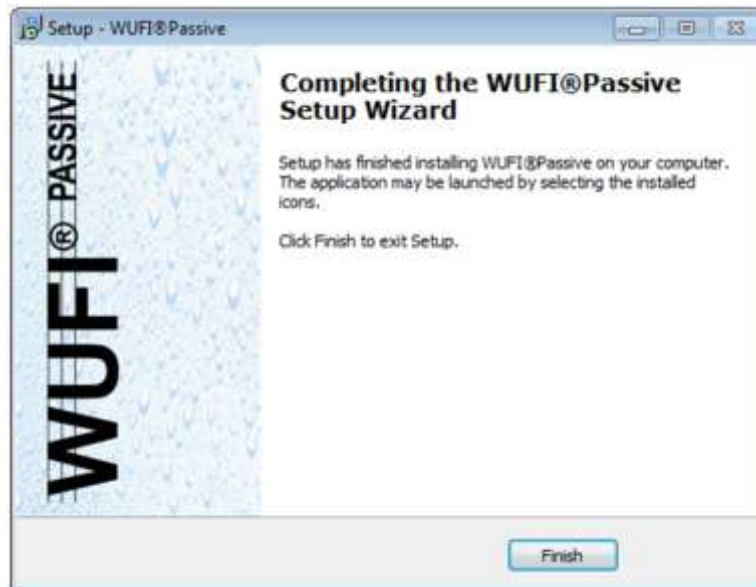 Setup - WUFI®Passive
WUFI® PASSIVE
Completing the WUFI®Passive
Setup Wizard
Setup has finished installing WUFI®Passive on your computer.
The application may be launched by selecting the installed
icons.
Click Finish to exit Setup.
Finish